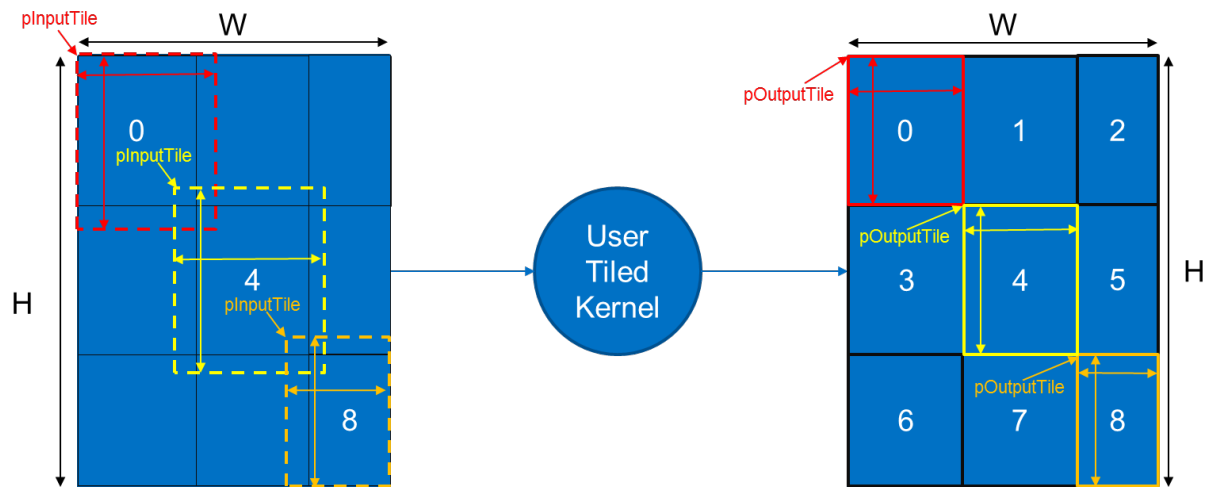 pInputTile
W
0
pInputTile
4
pInputTile
H
8
User
Tiled
Kernel
W
pOutputTile
0
1
2
pOutputTile
3
4
5
H
pOutputTile
6
7
8